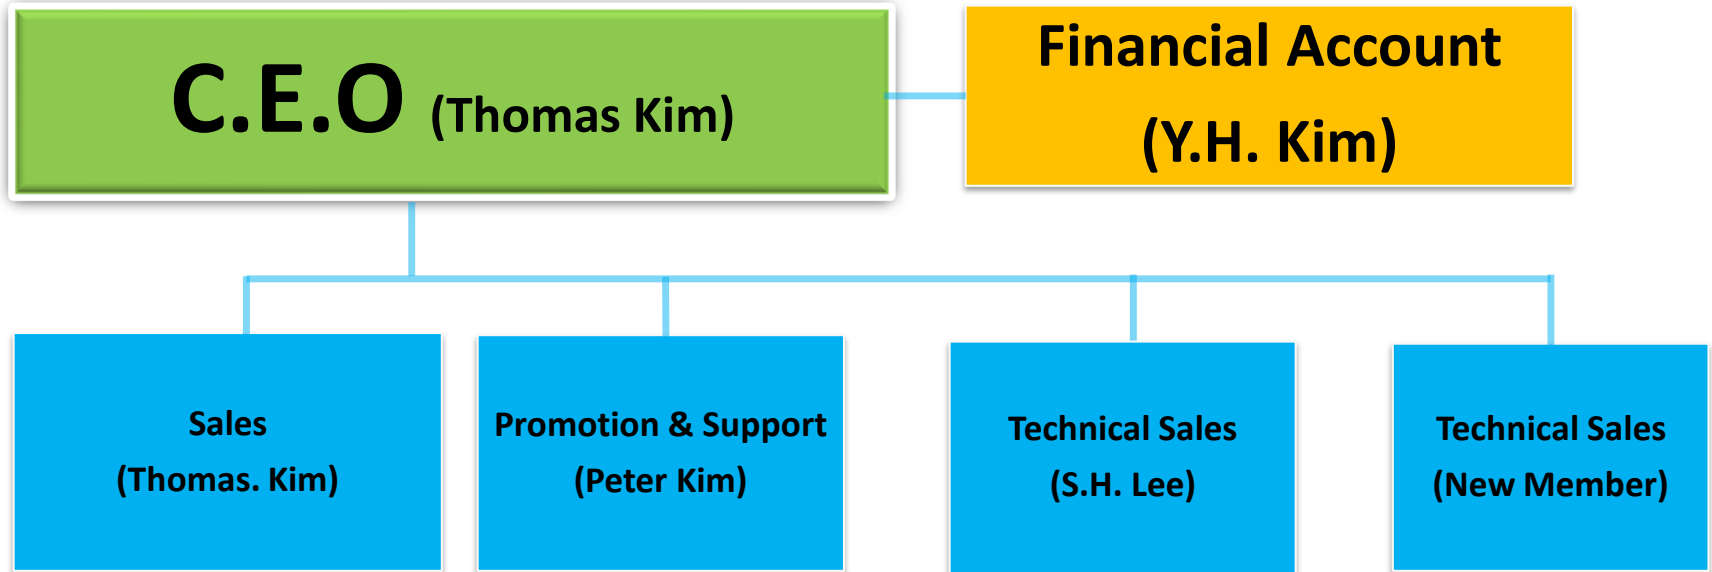 C.E.O (Thomas Kim)
Financial Account
(Y.H. Kim)
Sales
(Thomas. Kim)
Promotion & Support
(Peter Kim)
Technical Sales
(S.H. Lee)
Technical Sales
(New Member)